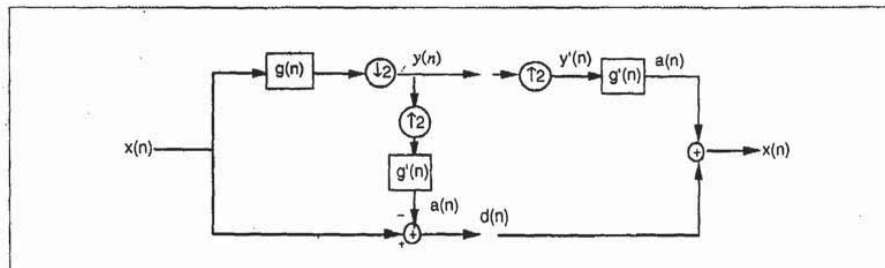 y(n) y'(n) a(n)
g(n) ↓2 ↑2 g'(n)
↑2
x(n) + x(n)
g'(n)
a(n) d(n)
−
+
+